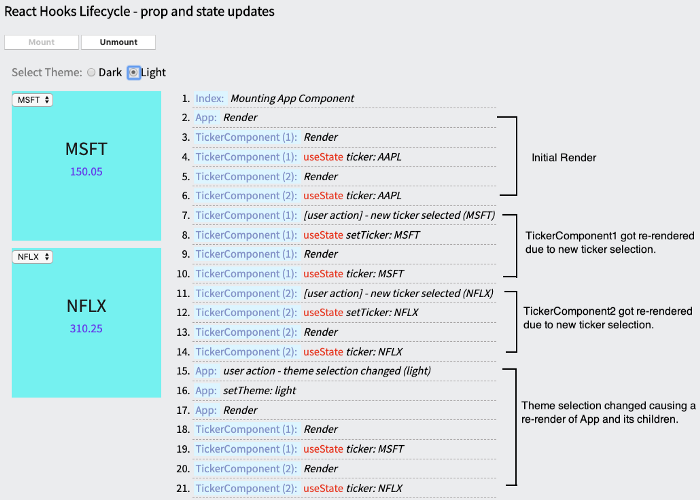 React Hooks Lifecycle - prop and state updates
Mount
Unmount
Select Theme: Dark Light
MSFT
MSFT
150.05
NFLX
NFLX
310.25
1. Index: Mounting App Component
2. App: Render
3. TickerComponent (1): Render
4. TickerComponent (1): useState ticker: AAPL
5. TickerComponent (2): Render
6. TickerComponent (2): useState ticker: AAPL
7. TickerComponent (1): [user action] - new ticker selected (MSFT)
8. TickerComponent (1): useState setTicker: MSFT
9. TickerComponent (1): Render
10. TickerComponent (1): useState ticker: MSFT
11. TickerComponent (2): [user action] - new ticker selected (NFLX)
12. TickerComponent (2): useState setTicker: NFLX
13. TickerComponent (2): Render
14. TickerComponent (2): useState ticker: NFLX
15. App: user action - theme selection changed (light)
16. App: setTheme: light
17. App: Render
18. TickerComponent (1): Render
19. TickerComponent (1): useState ticker: MSFT
20. TickerComponent (2): Render
21. TickerComponent (2): useState ticker: NFLX
Initial Render
TickerComponent1 got re-rendered
due to new ticker selection.
TickerComponent2 got re-rendered
due to new ticker selection.
Theme selection changed causing a
re-render of App and its children.